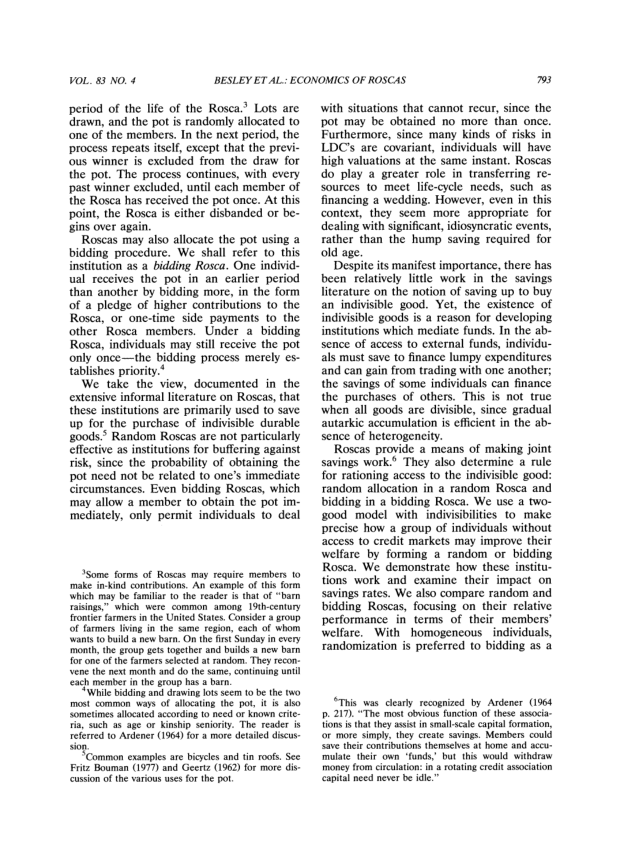 VOL. 83 NO. 4
BESLEY ET AL.: ECONOMICS OF ROSCAS
793
period of the life of the Rosca.3 Lots are
drawn, and the pot is randomly allocated to
one of the members. In the next period, the
process repeats itself, except that the previ-
ous winner is excluded from the draw for
the pot. The process continues, with every
past winner excluded, until each member of
the Rosca has received the pot once. At this
point, the Rosca is either disbanded or be-
gins over again.
Roscas may also allocate the pot using a
bidding procedure. We shall refer to this
institution as a bidding Rosca. One individ-
ual receives the pot in an earlier period
than another by bidding more, in the form
of a pledge of higher contributions to the
Rosca, or one-time side payments to the
other Rosca members. Under a bidding
Rosca, individuals may still receive the pot
only once—the bidding process merely es-
tablishes priority.4
We take the view, documented in the
extensive informal literature on Roscas, that
these institutions are primarily used to save
up for the purchase of indivisible durable
goods.5 Random Roscas are not particularly
effective as institutions for buffering against
risk, since the probability of obtaining the
pot need not be related to one's immediate
circumstances. Even bidding Roscas, which
may allow a member to obtain the pot im-
mediately, only permit individuals to deal
3Some forms of Roscas may require members to
make in-kind contributions. An example of this form
which may be familiar to the reader is that of "barn
raisings," which were common among 19th-century
frontier farmers in the United States. Consider a group
of farmers living in the same region, each of whom
wants to build a new barn. On the first Sunday in every
month, the group gets together and builds a new barn
for one of the farmers selected at random. They recon-
vene the next month and do the same, continuing until
each member in the group has a barn.
4While bidding and drawing lots seem to be the two
most common ways of allocating the pot, it is also
sometimes allocated according to need or known crite-
ria, such as age or kinship seniority. The reader is
referred to Ardener (1964) for a more detailed discus-
sion.
5Common examples are bicycles and tin roofs. See
Fritz Bouman (1977) and Geertz (1962) for more dis-
cussion of the various uses for the pot.
with situations that cannot recur, since the
pot may be obtained no more than once.
Furthermore, since many kinds of risks in
LDC's are covariant, individuals will have
high valuations at the same instant. Roscas
do play a greater role in transferring re-
sources to meet life-cycle needs, such as
financing a wedding. However, even in this
context, they seem more appropriate for
dealing with significant, idiosyncratic events,
rather than the hump saving required for
old age.
Despite its manifest importance, there has
been relatively little work in the savings
literature on the notion of saving up to buy
an indivisible good. Yet, the existence of
indivisible goods is a reason for developing
institutions which mediate funds. In the ab-
sence of access to external funds, individu-
als must save to finance lumpy expenditures
and can gain from trading with one another;
the savings of some individuals can finance
the purchases of others. This is not true
when all goods are divisible, since gradual
autarkic accumulation is efficient in the ab-
sence of heterogeneity.
Roscas provide a means of making joint
savings work.6 They also determine a rule
for rationing access to the indivisible good:
random allocation in a random Rosca and
bidding in a bidding Rosca. We use a two-
good model with indivisibilities to make
precise how a group of individuals without
access to credit markets may improve their
welfare by forming a random or bidding
Rosca. We demonstrate how these institu-
tions work and examine their impact on
savings rates. We also compare random and
bidding Roscas, focusing on their relative
performance in terms of their members'
welfare. With homogeneous individuals,
randomization is preferred to bidding as a
6This was clearly recognized by Ardener (1964
p. 217). "The most obvious function of these associa-
tions is that they assist in small-scale capital formation,
or more simply, they create savings. Members could
save their contributions themselves at home and accu-
mulate their own 'funds,' but this would withdraw
money from circulation: in a rotating credit association
capital need never be idle."